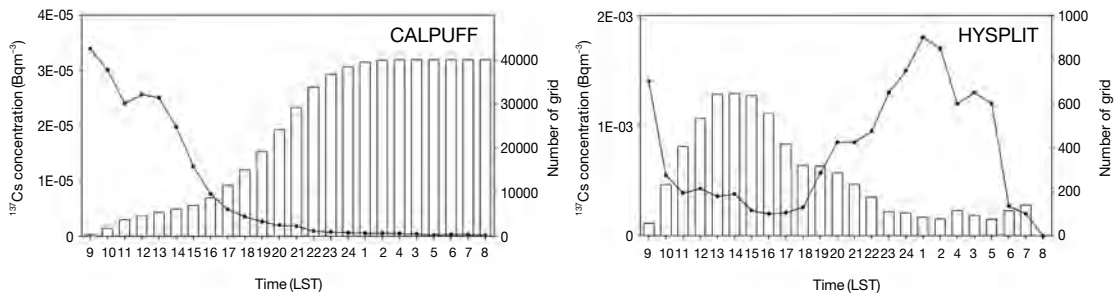 4E-05
3E-05
2E-05
1E-05
0
¹³⁷Cs concentration (Bqm⁻³)
CALPUFF
40000
30000
20000
10000
0
Number of grid
9 10 11 12 13 14 15 16 17 18 19 20 21 22 23 24 1 2 4 3 5 6 7 8
Time (LST)
2E-03
1E-03
0
¹³⁷Cs concentration (Bqm⁻³)
HYSPLIT
1000
800
600
400
200
0
Number of grid
9 10 11 12 13 14 15 16 17 18 19 20 21 22 23 24 1 2 4 3 5 6 7 8
Time (LST)